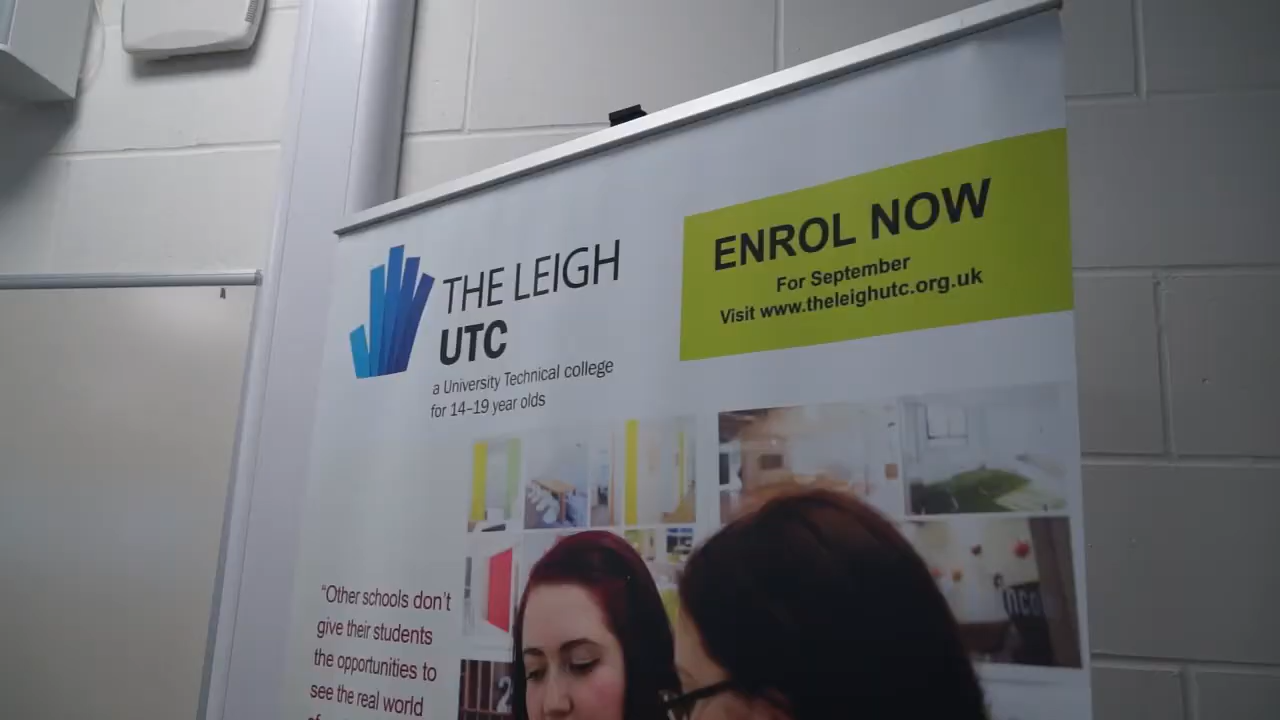 THE LEIGH
UTC
a University Technical college
for 14–19 year olds
ENROL NOW
For September
Visit www.theleighutc.org.uk
“Other schools don't
give their students
the opportunities to
see the real world